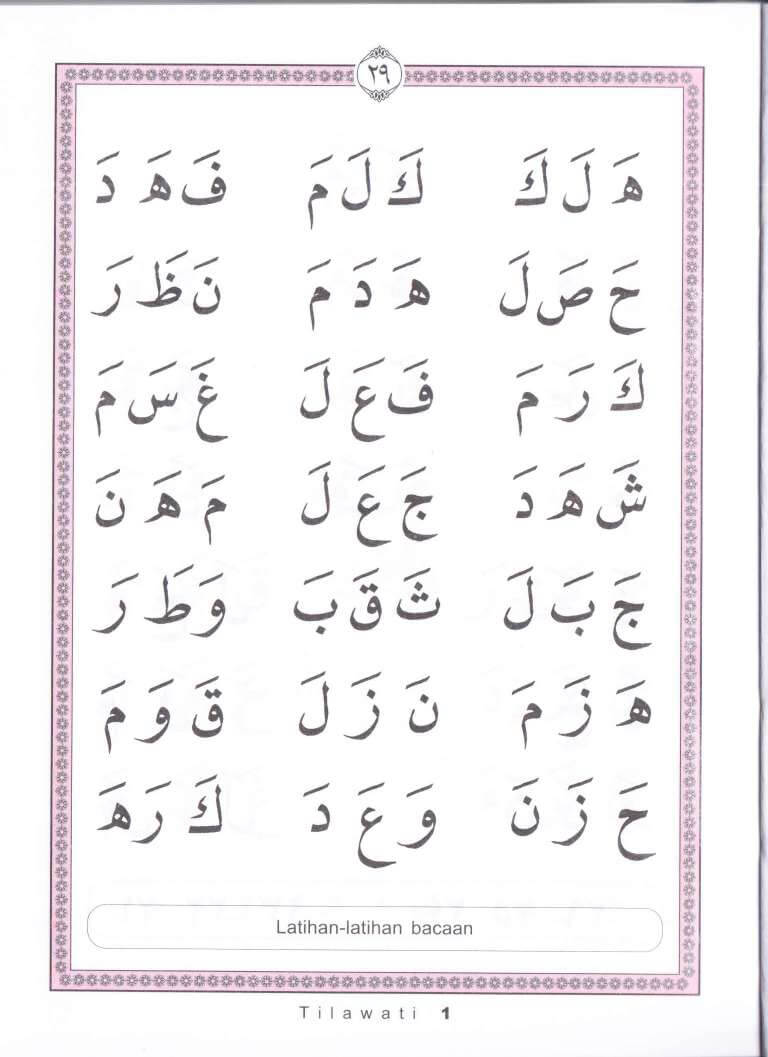 ٢٩
هَ لَ كَ كَ لَ مَ فَ هَ دَ
حَ صَ لَ هَ دَ مَ نَ ظَ رَ
كَ رَ مَ فَ عَ لَ غَ سَ مَ
شَ هَ دَ جَ عَ لَ مَ هَ نَ
جَ بَ لَ ثَ قَ بَ وَ طَ رَ
هَ زَ مَ نَ زَ لَ قَ وَ مَ
حَ زَ نَ وَ عَ دَ كَ رَ هَ
Latihan-latihan bacaan
Tilawati 1